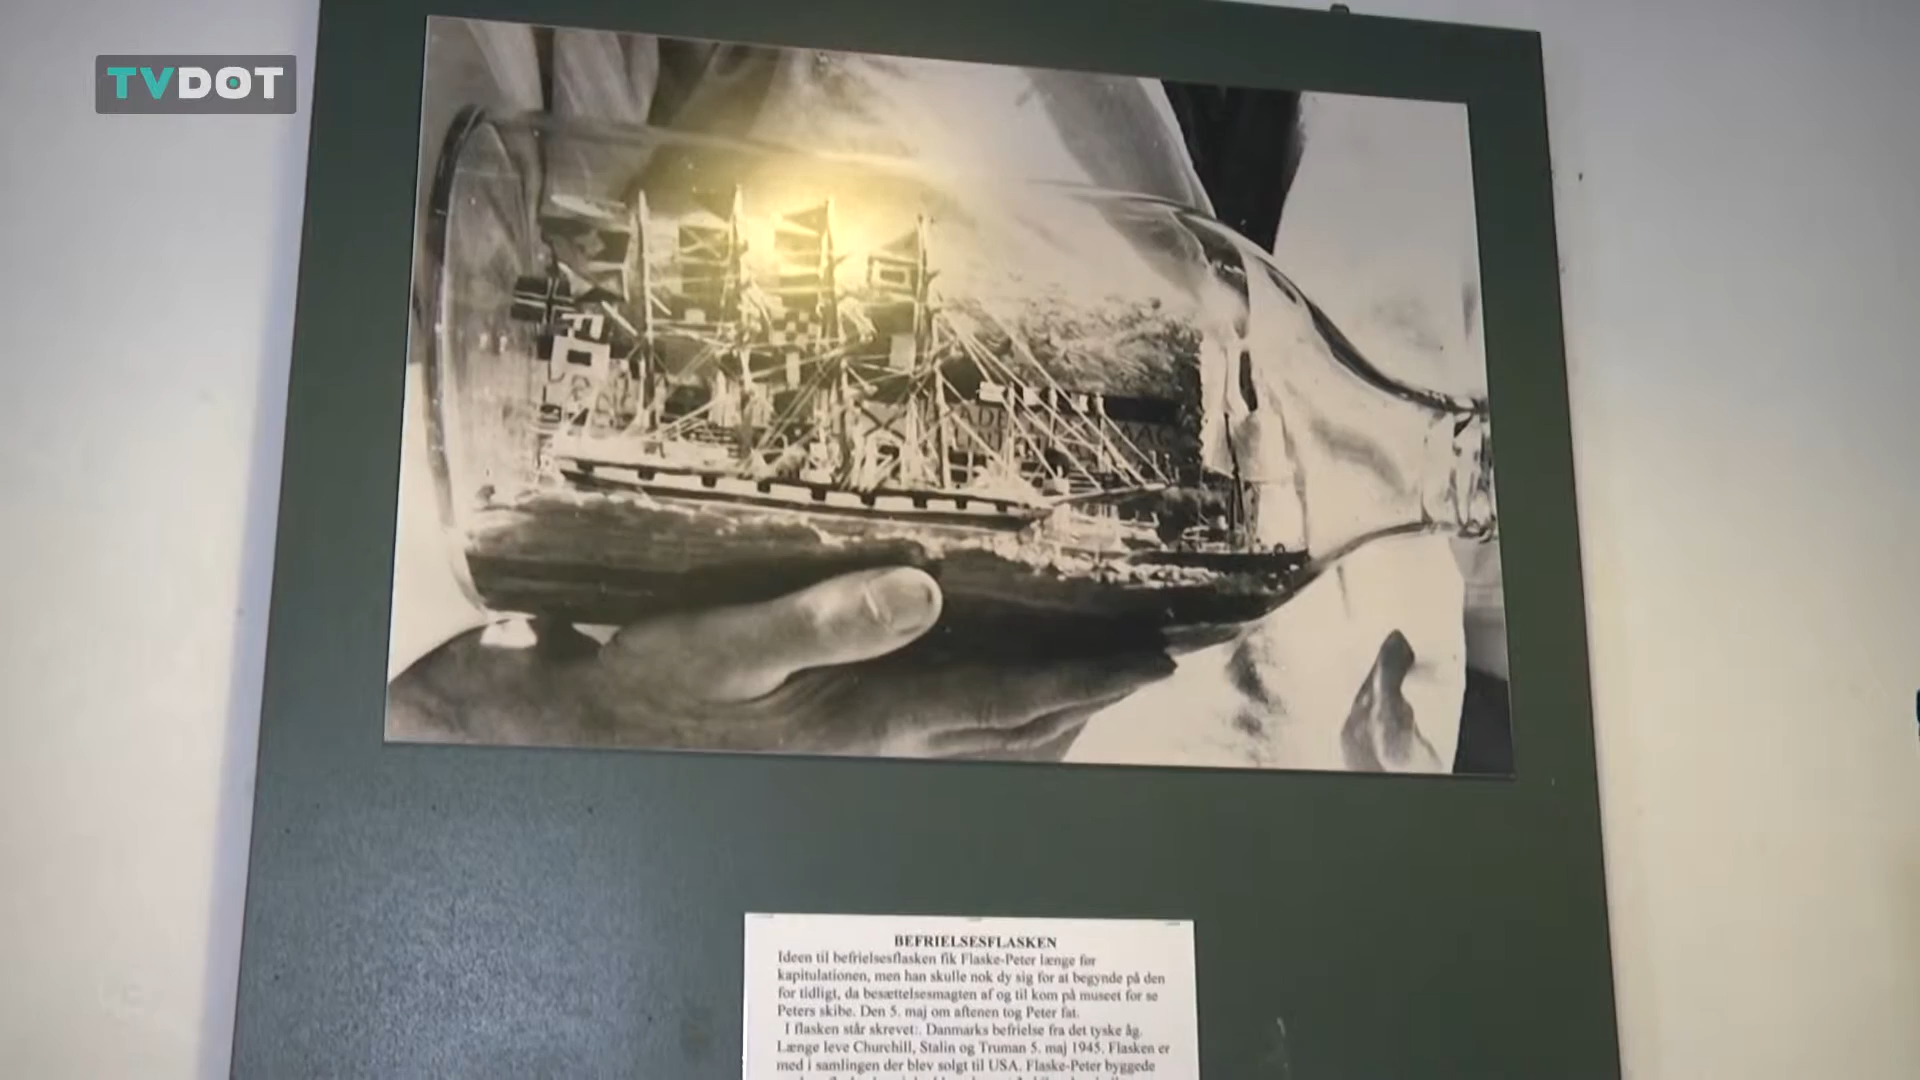 TVDOT
BEFRIELSESFLASKEN
Ideen til befrielsesflasken fik Flaske-Peter længe før
kapitulationen, men han skulle nok dy sig for at begynde på den
for tidligt, da besættelsesmagten af og til kom på museet for se
Peters skibe. Den 5. maj om aftenen tog Peter fat.
I flasken står skrevet:. Danmarks befrielse fra det tyske åg.
Længe leve Churchill, Stalin og Truman 5. maj 1945. Flasken er
med i samlingen der blev solgt til USA. Flaske-Peter byggede